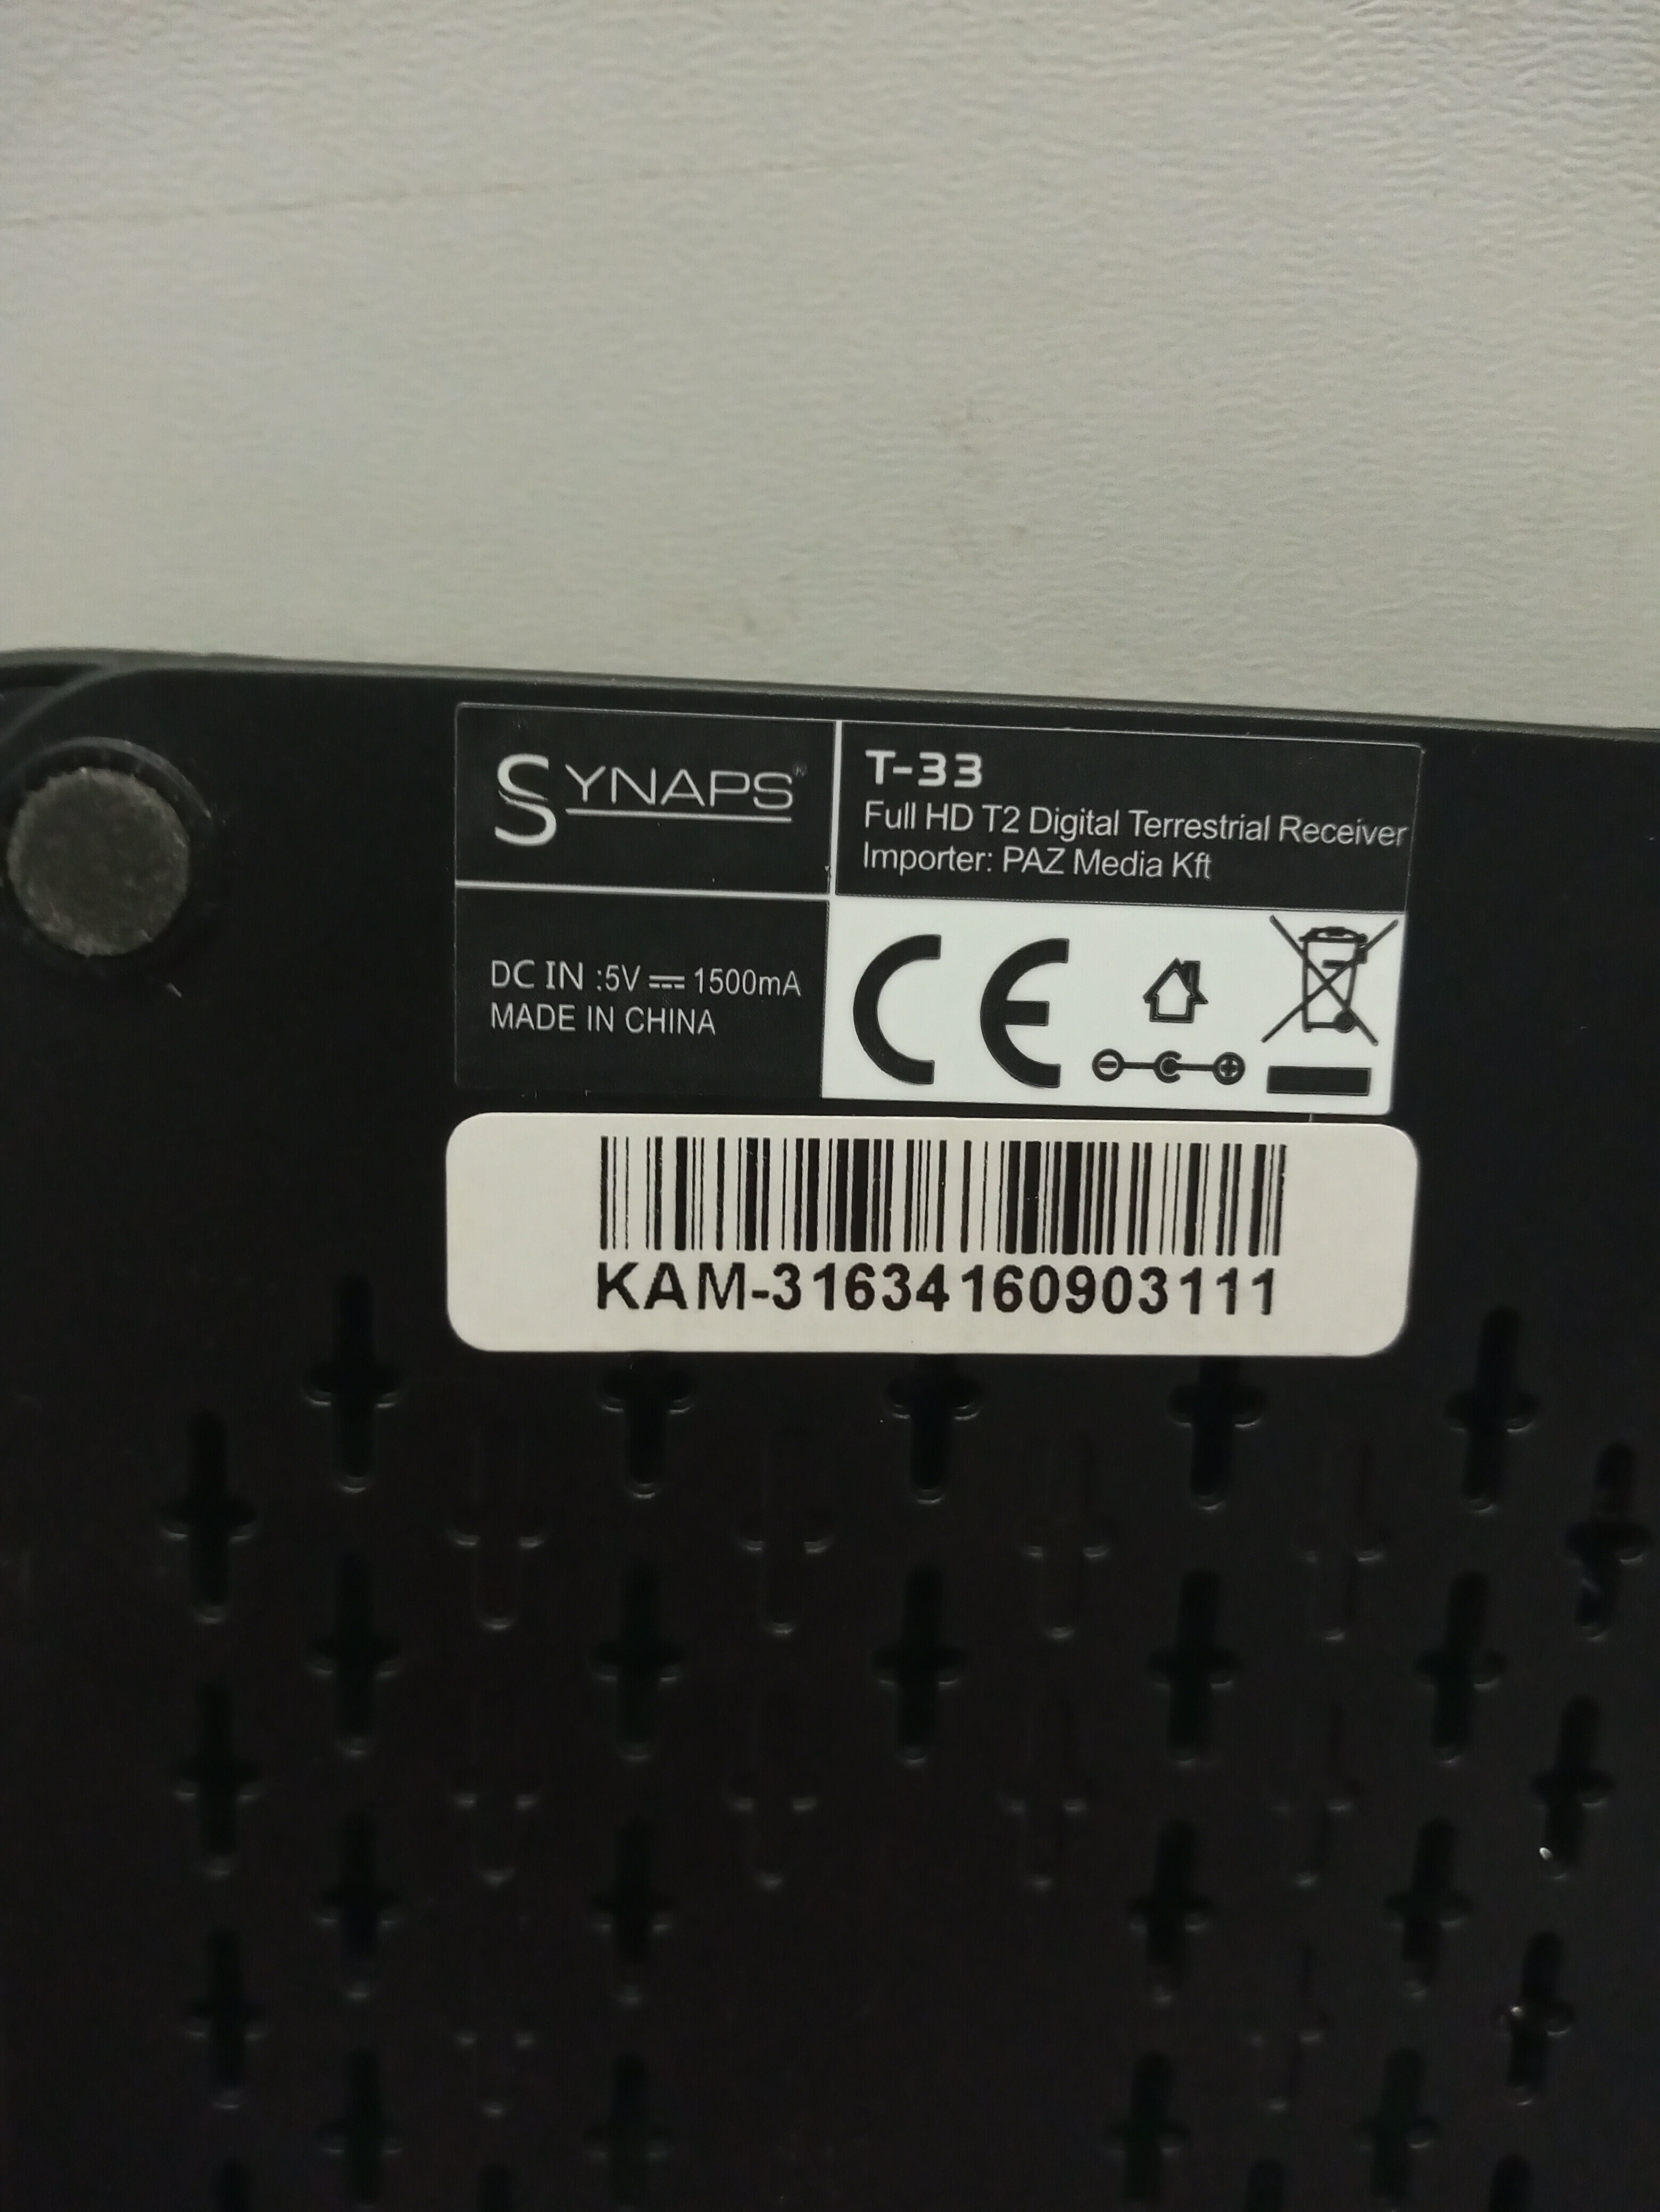 SYNAPS®
T-33
Full HD T2 Digital Terrestrial Receiver
Importer: PAZ Media Kft
DC IN :5V ⎓ 1500mA
MADE IN CHINA
CE
KAM-31634160903111